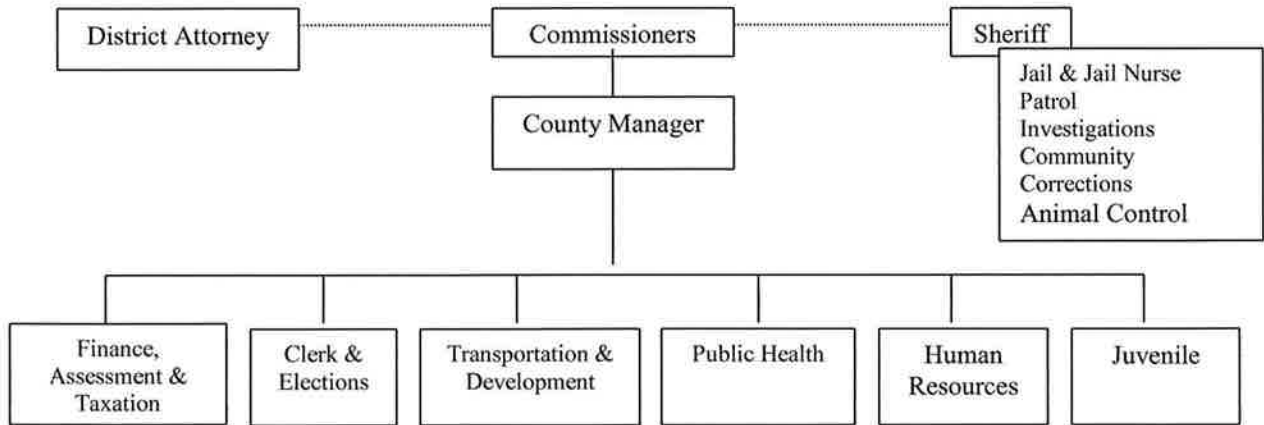 District Attorney
Commissioners
Sheriff
Jail & Jail Nurse
Patrol
Investigations
Community
Corrections
Animal Control
County Manager
Finance,
Assessment &
Taxation
Clerk &
Elections
Transportation &
Development
Public Health
Human
Resources
Juvenile